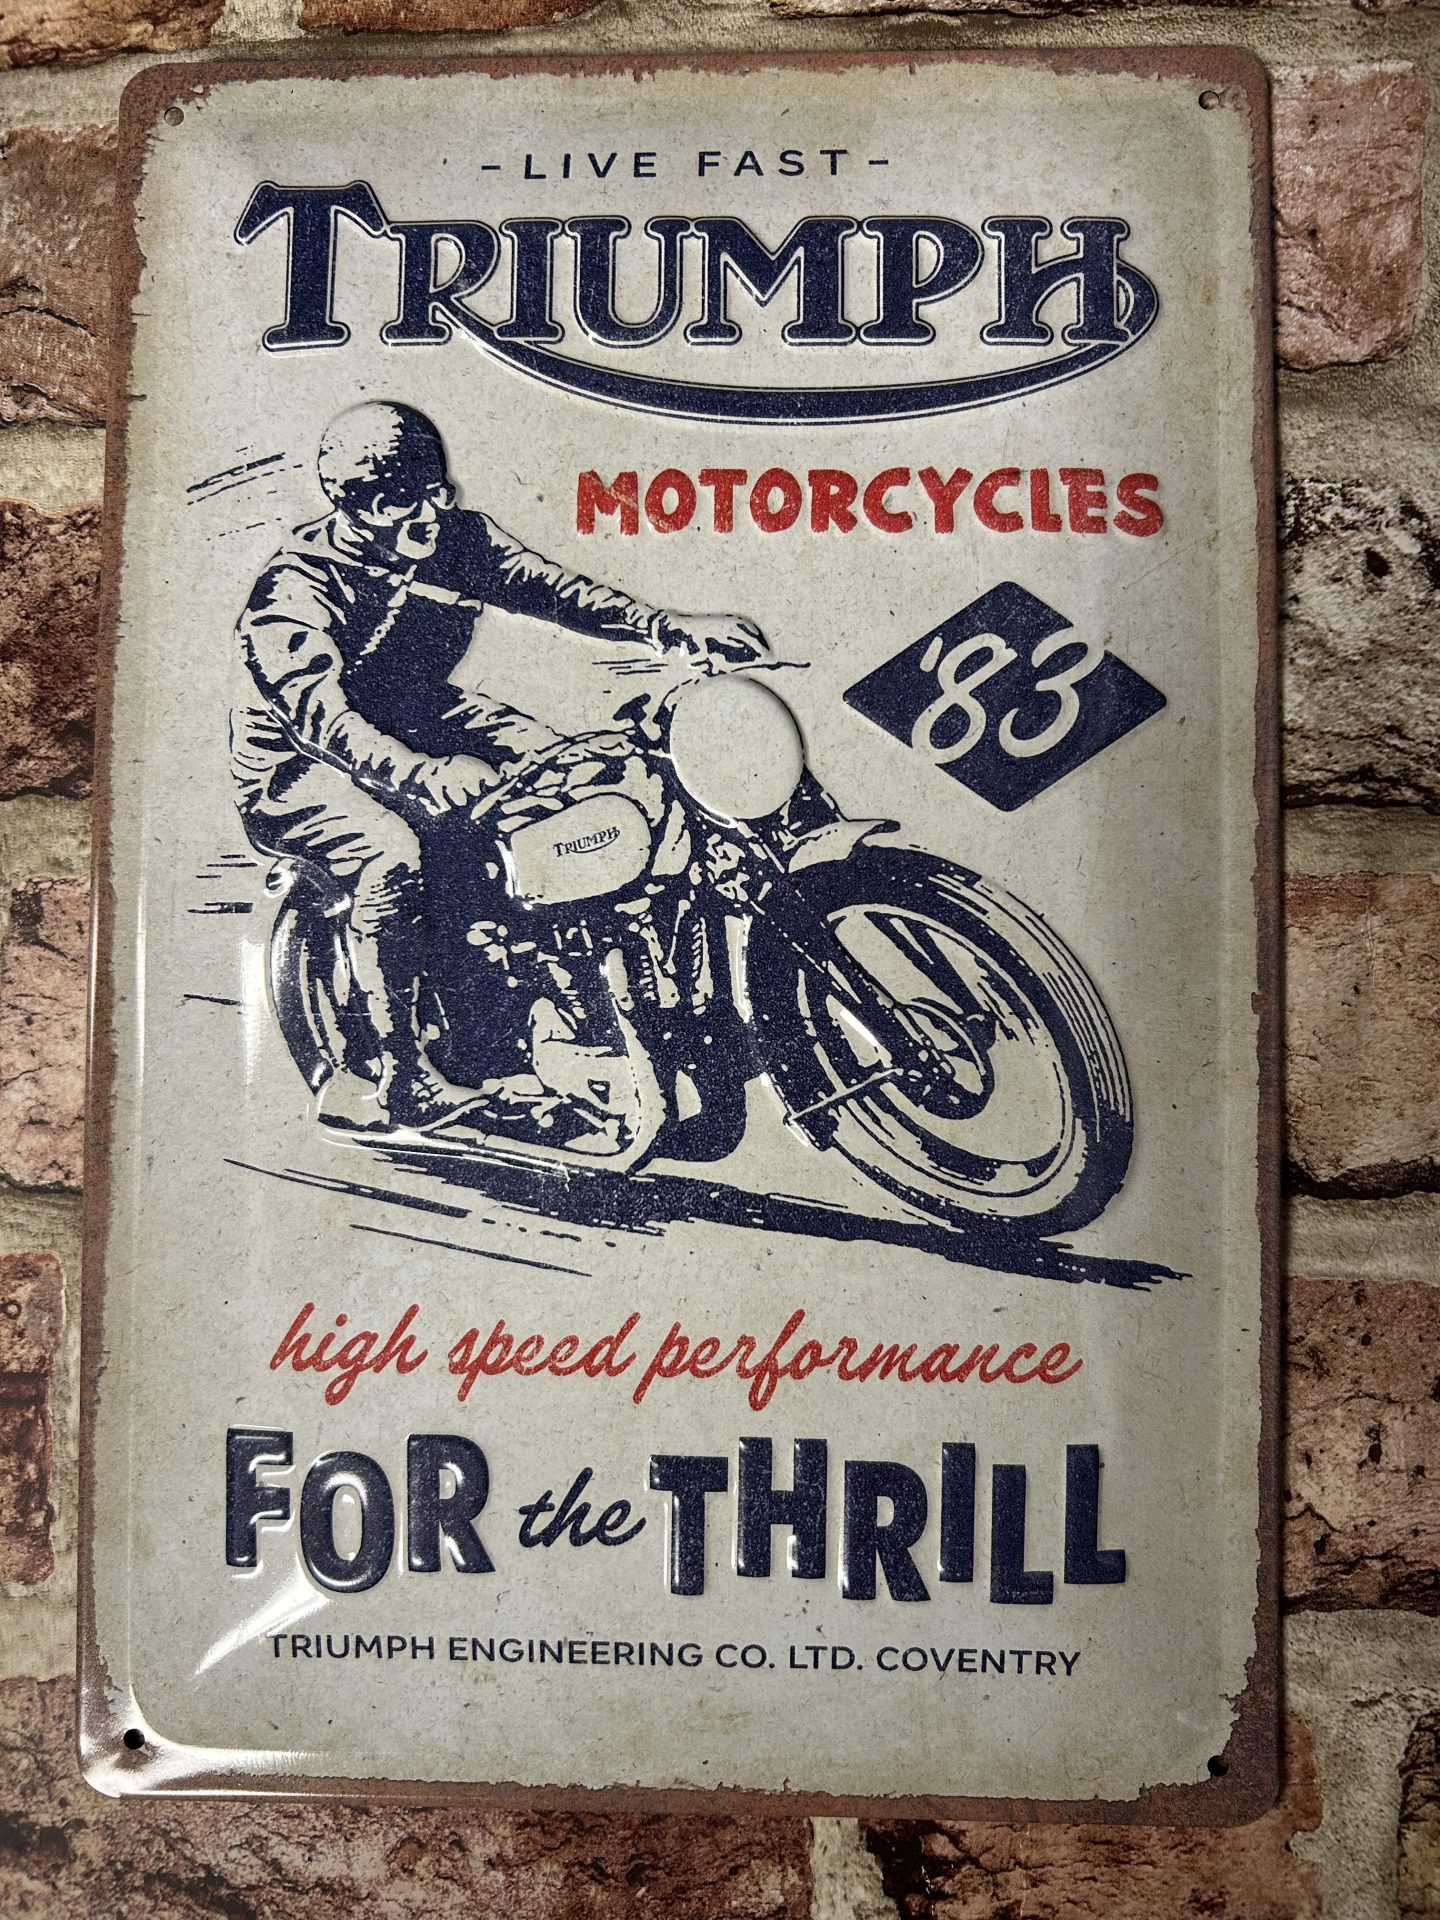 - LIVE FAST -
TRIUMPH
MOTORCYCLES
'83
TRIUMPH
high speed performance
FOR the THRILL
TRIUMPH ENGINEERING CO. LTD. COVENTRY